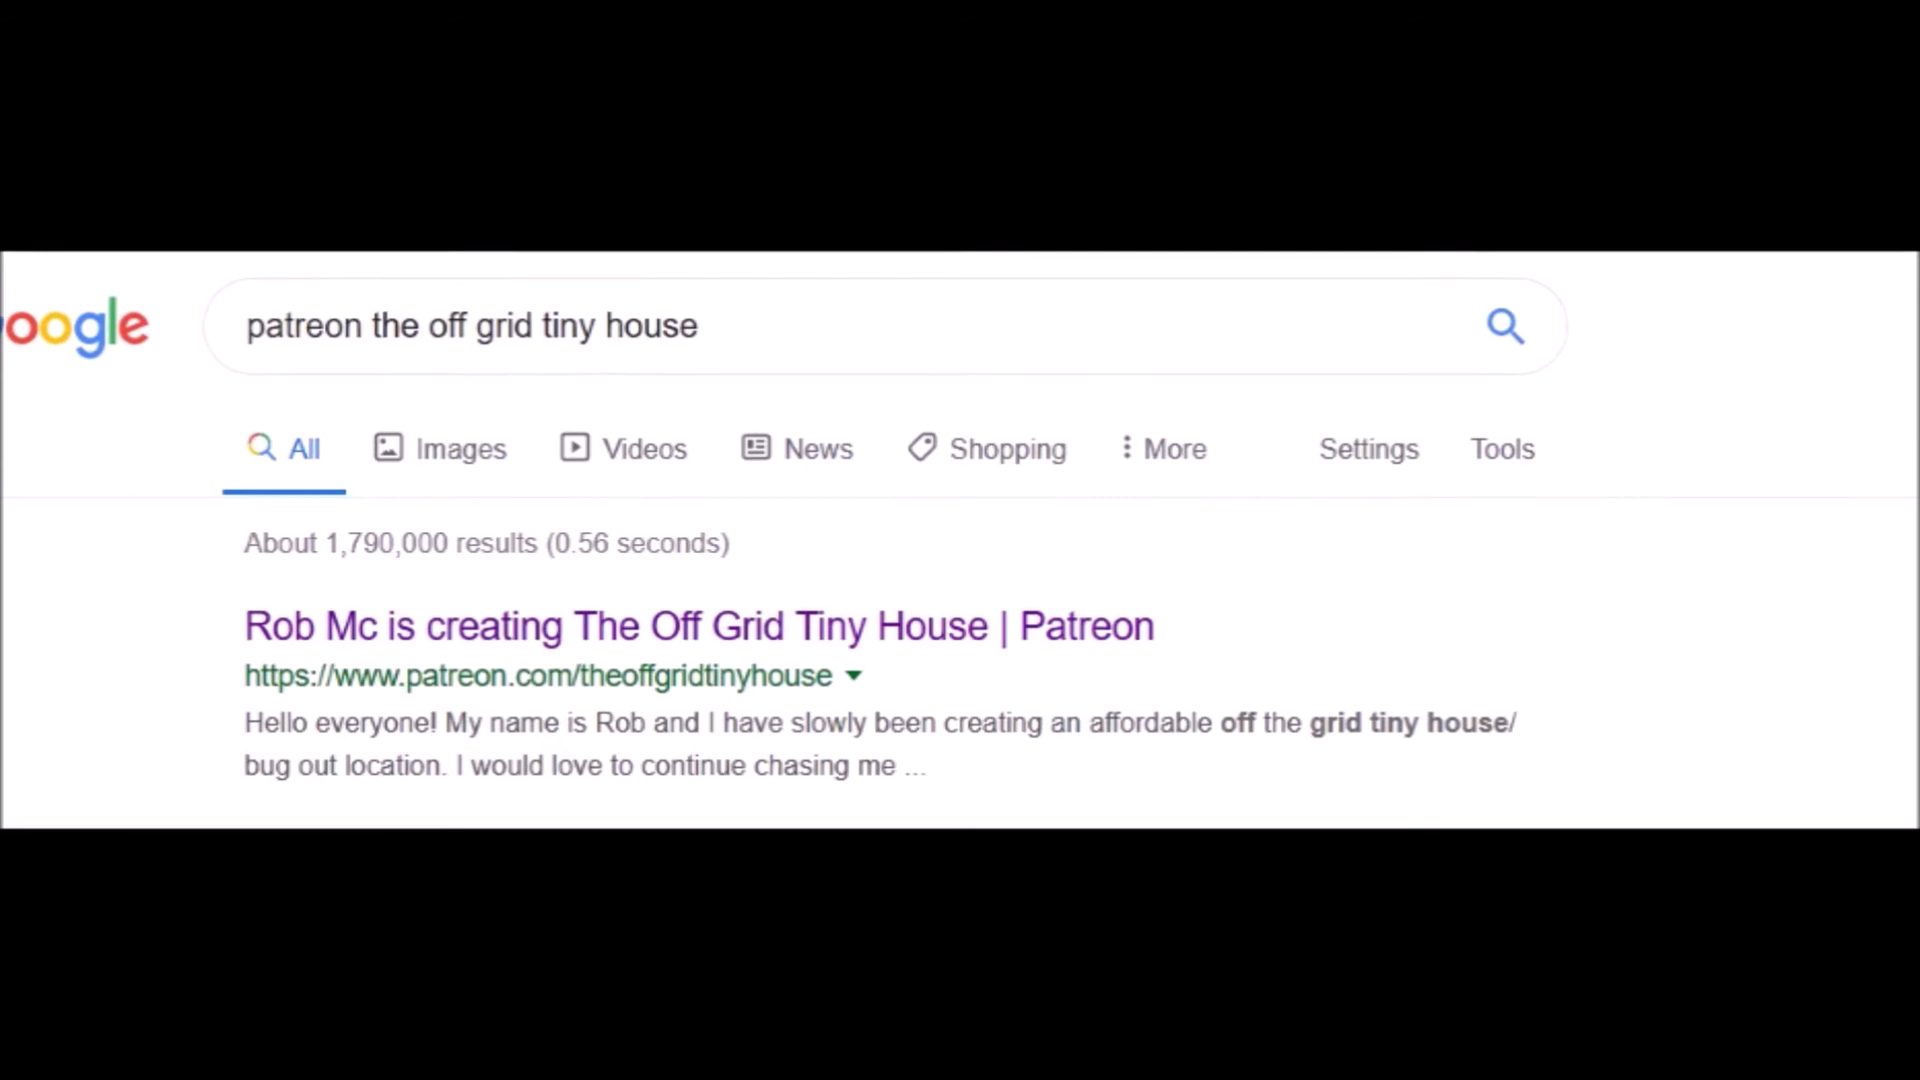 oogle
patreon the off grid tiny house
All Images Videos News Shopping More Settings Tools
About 1,790,000 results (0.56 seconds)
Rob Mc is creating The Off Grid Tiny House | Patreon
https://www.patreon.com/theoffgridtinyhouse
Hello everyone! My name is Rob and I have slowly been creating an affordable off the grid tiny house/
bug out location. I would love to continue chasing me ...